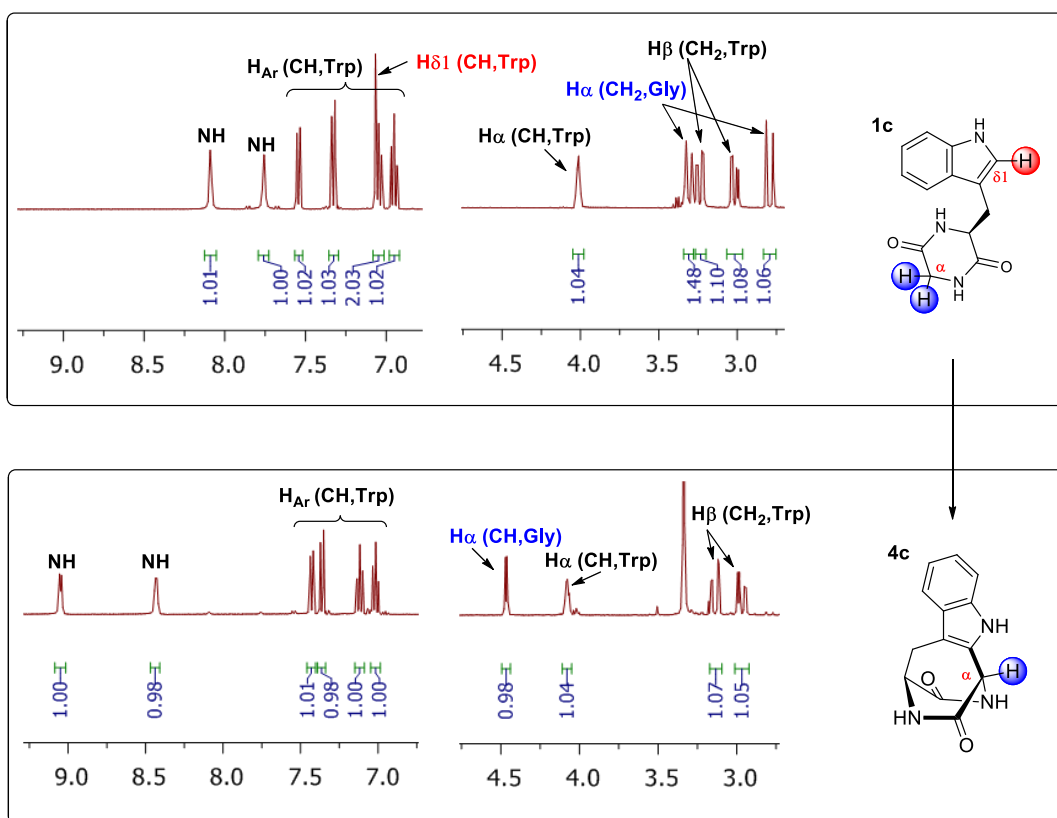 Hβ (CH2,Trp)
HAr (CH,Trp)
Hδ1 (CH,Trp)
Hα (CH2,Gly)
Hα (CH,Trp)
NH
NH
1c
H
N
H
δ1
HN
O
O
H
α
H
NH
1.01
1.00
1.02
1.03
2.03
1.02
1.04
1.48
1.10
1.08
1.06
9.0 8.5 8.0 7.5 7.0 4.5 4.0 3.5 3.0
HAr (CH,Trp)
Hβ (CH2,Trp)
Hα (CH,Gly)
Hα (CH,Trp)
NH
NH
4c
NH
α
H
O
NH
HN
O
1.00
0.98
1.01
0.98
1.00
1.00
0.98
1.04
1.07
1.05
9.0 8.5 8.0 7.5 7.0 4.5 4.0 3.5 3.0